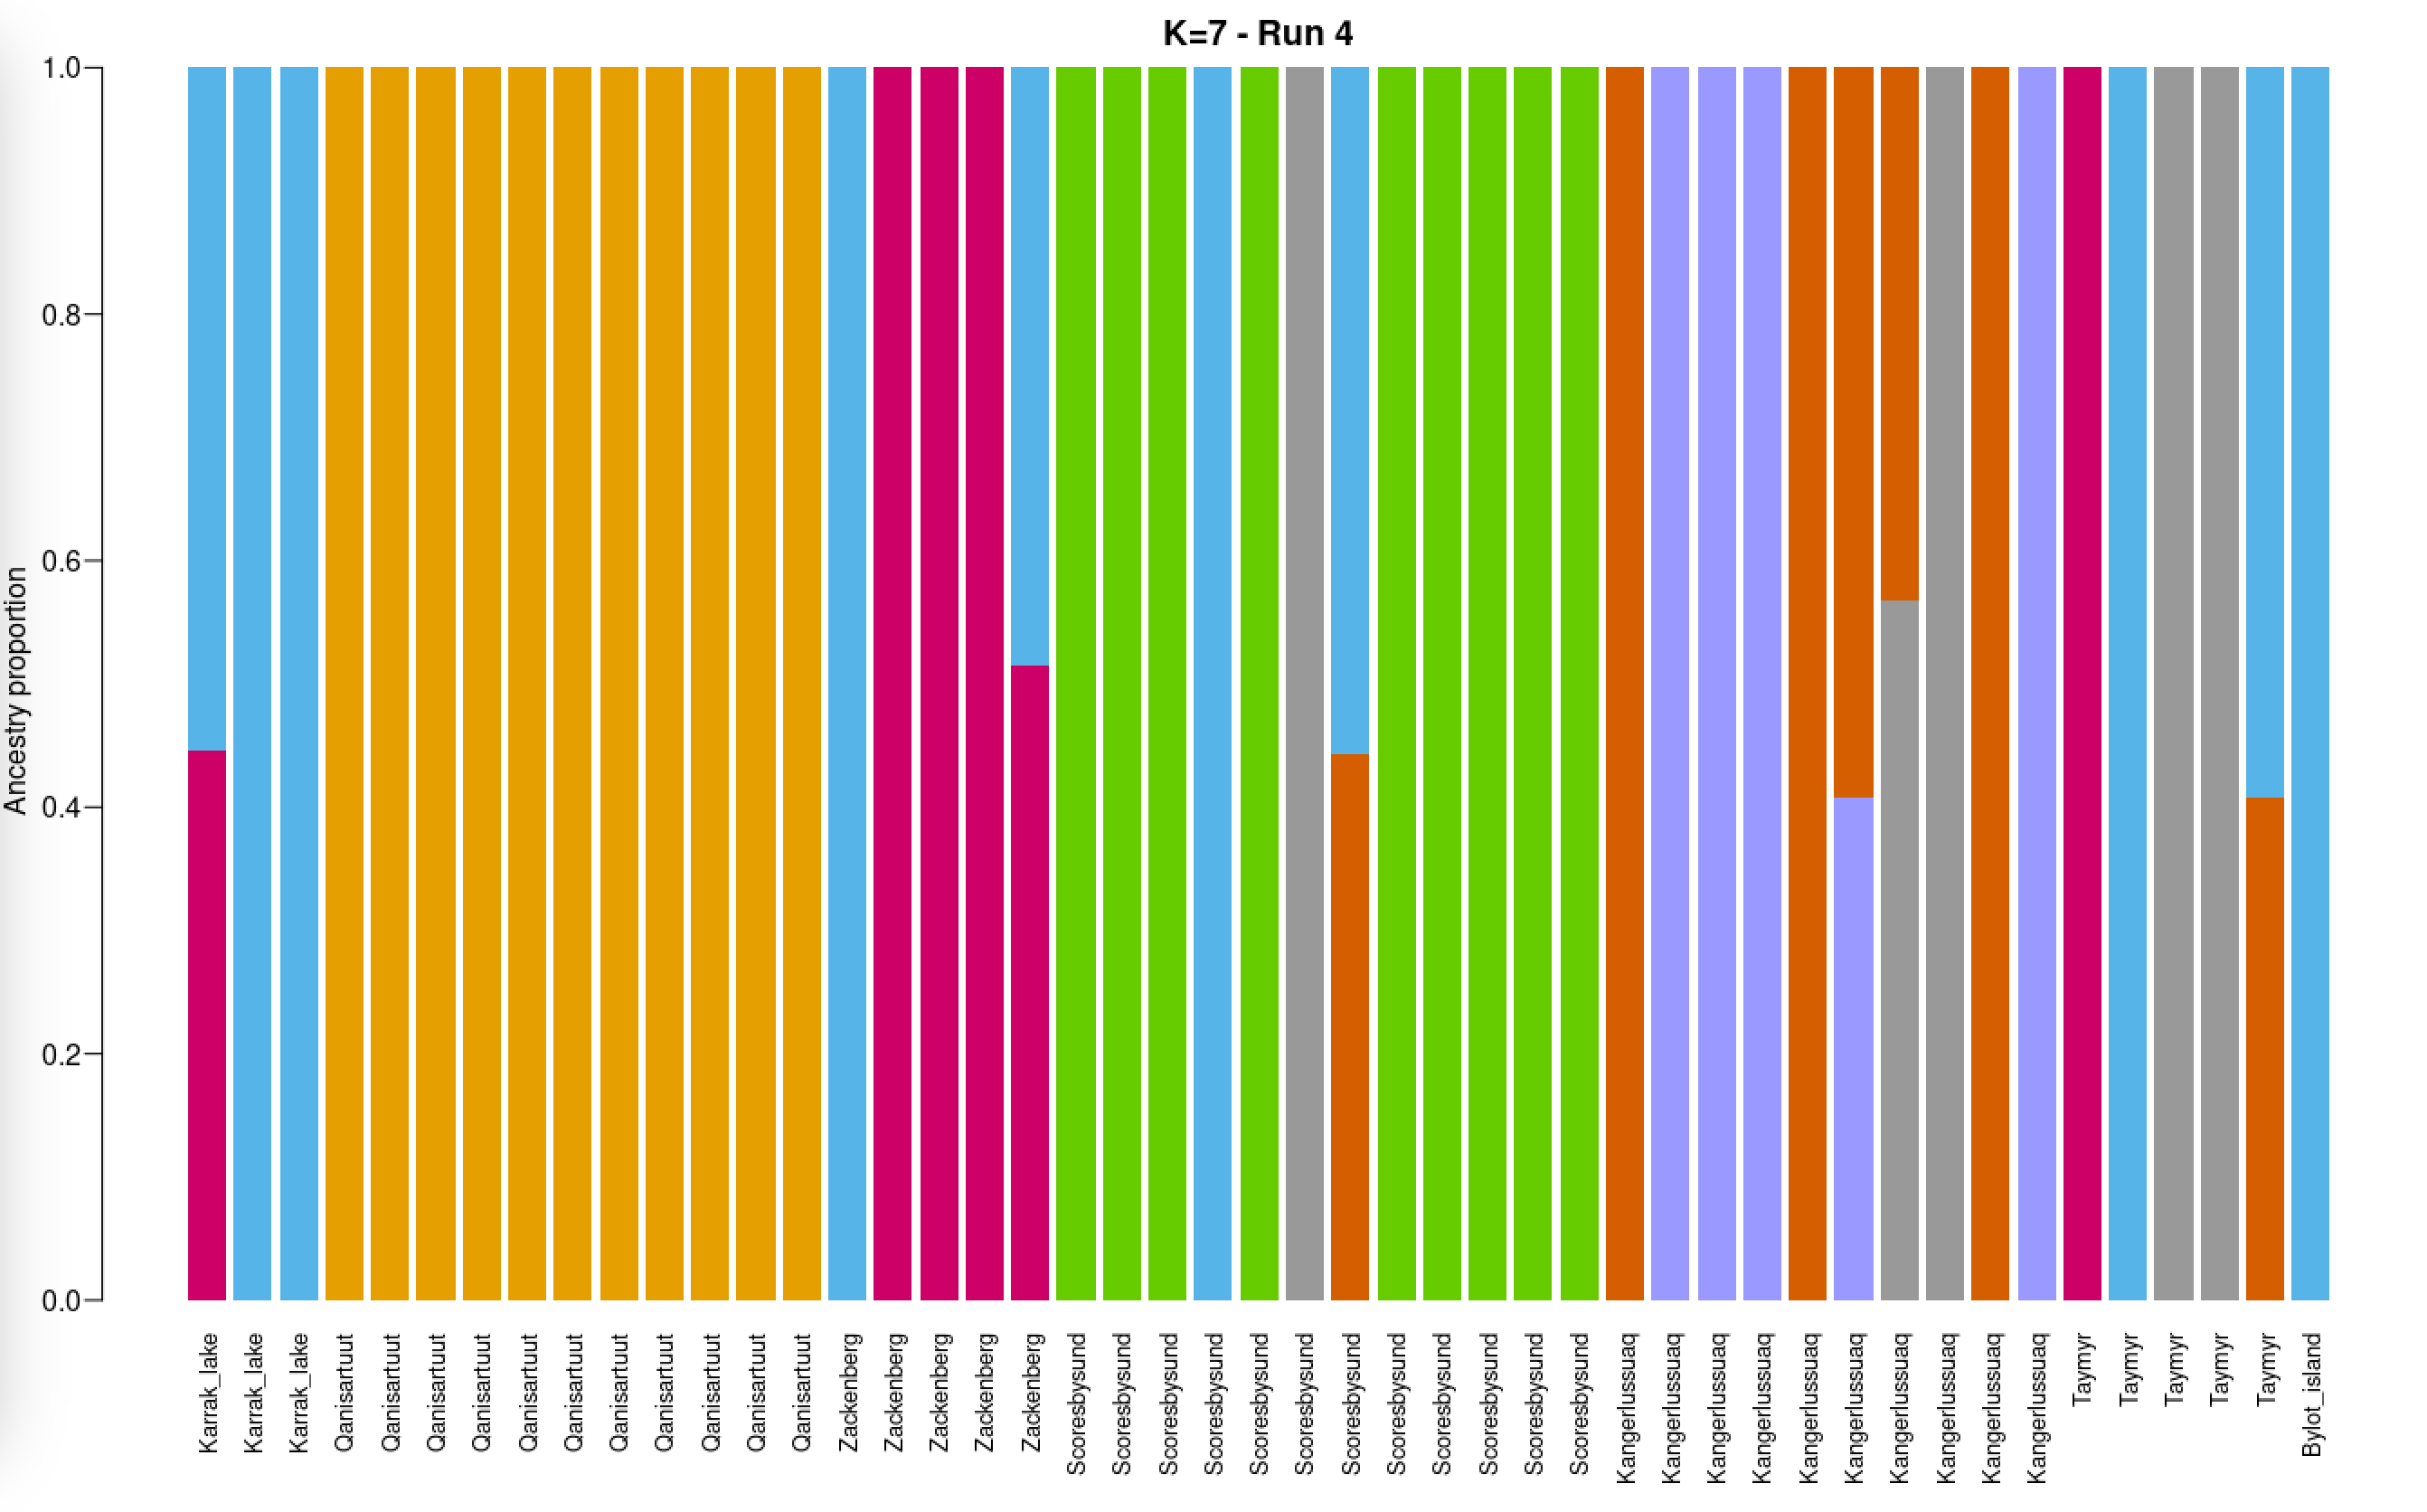 K=7 - Run 4
1.0
0.8
0.6
0.4
0.2
0.0
Ancestry proportion
Karrak_lake
Karrak_lake
Karrak_lake
Qanisartuut
Qanisartuut
Qanisartuut
Qanisartuut
Qanisartuut
Qanisartuut
Qanisartuut
Qanisartuut
Qanisartuut
Qanisartuut
Qanisartuut
Zackenberg
Zackenberg
Zackenberg
Zackenberg
Zackenberg
Scoresbysund
Scoresbysund
Scoresbysund
Scoresbysund
Scoresbysund
Scoresbysund
Scoresbysund
Scoresbysund
Scoresbysund
Scoresbysund
Scoresbysund
Scoresbysund
Kangerlussuaq
Kangerlussuaq
Kangerlussuaq
Kangerlussuaq
Kangerlussuaq
Kangerlussuaq
Kangerlussuaq
Kangerlussuaq
Kangerlussuaq
Kangerlussuaq
Taymyr
Taymyr
Taymyr
Taymyr
Taymyr
Bylot_island